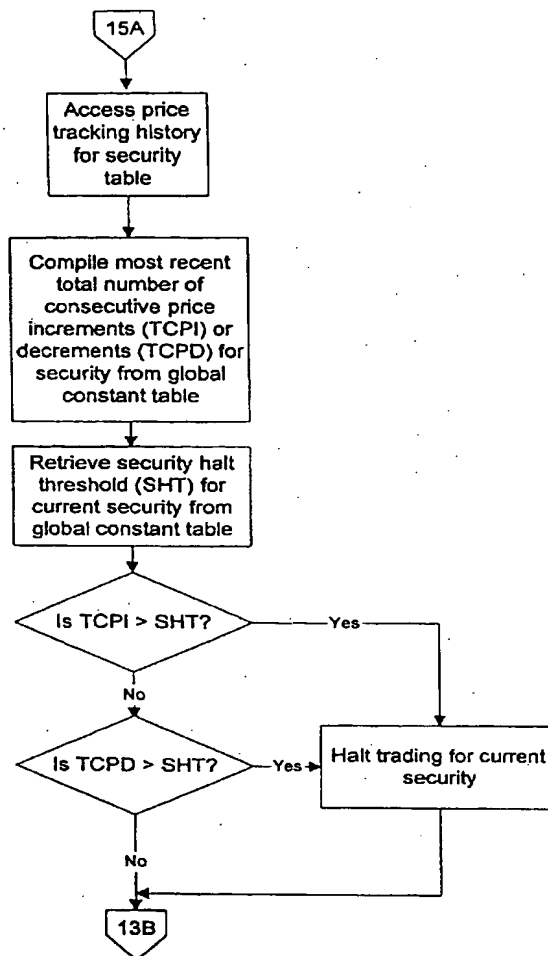 15A
Access price
tracking history
for security
table
Compile most recent
total number of
consecutive price
increments (TCPI) or
decrements (TCPD) for
security from global
constant table
Retrieve security halt
threshold (SHT) for
current security from
global constant table
Is TCPI > SHT?
Yes
No
Is TCPD > SHT?
Yes
Halt trading for current
security
No
13B